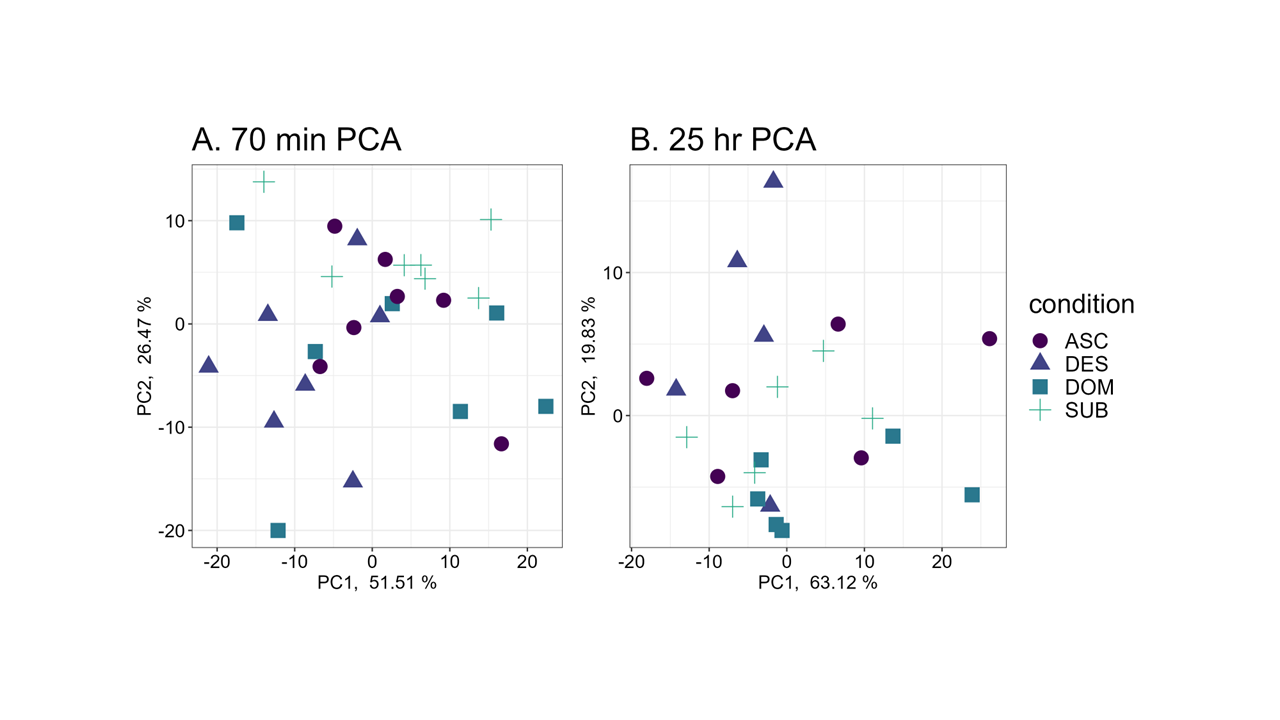 A. 70 min PCA
10
0
-10
-20
PC2,  26.47 %
-20 -10 0 10 20
PC1,  51.51 %
B. 25 hr PCA
10
0
PC2,  19.83 %
-20 -10 0 10 20
PC1,  63.12 %
condition
ASC
DES
DOM
SUB